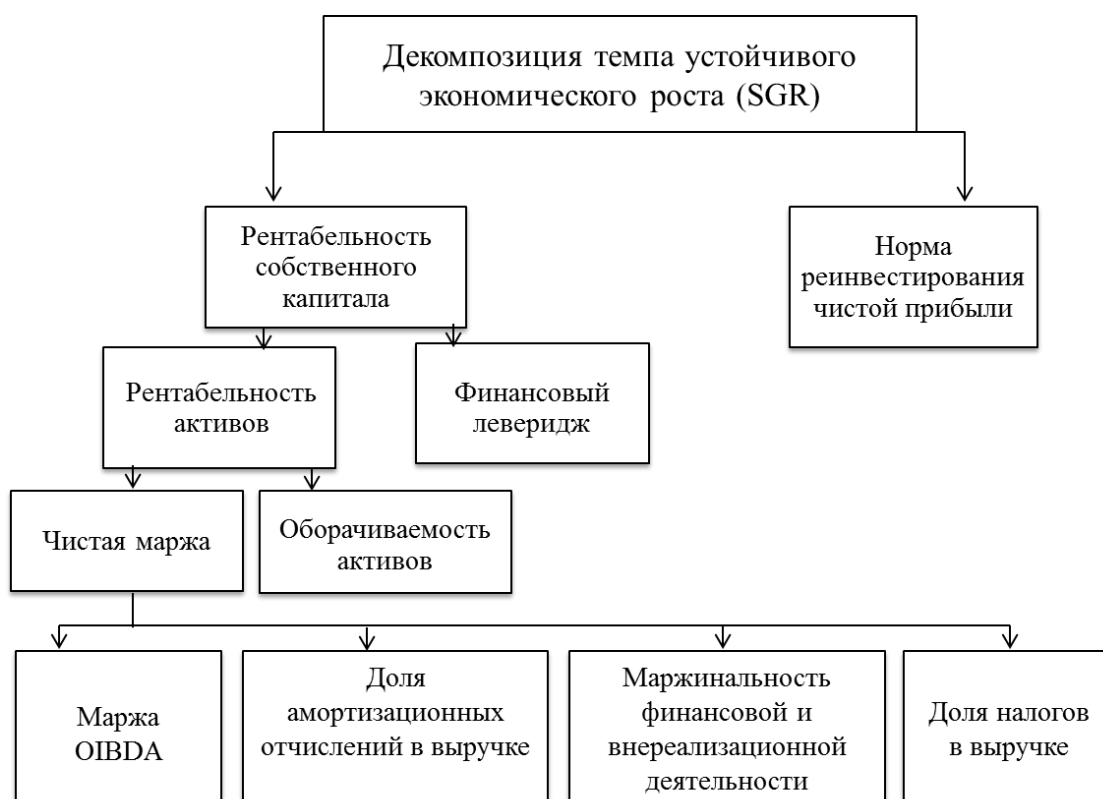 Декомпозиция темпа устойчивого
экономического роста (SGR)
Рентабельность
собственного
капитала
Норма
реинвестирования
чистой прибыли
Рентабельность
активов
Финансовый
леверидж
Чистая маржа
Оборачиваемость
активов
Маржа
OIBDA
Доля
амортизационных
отчислений в выручке
Маржинальность
финансовой и
внереализационной
деятельности
Доля налогов
в выручке